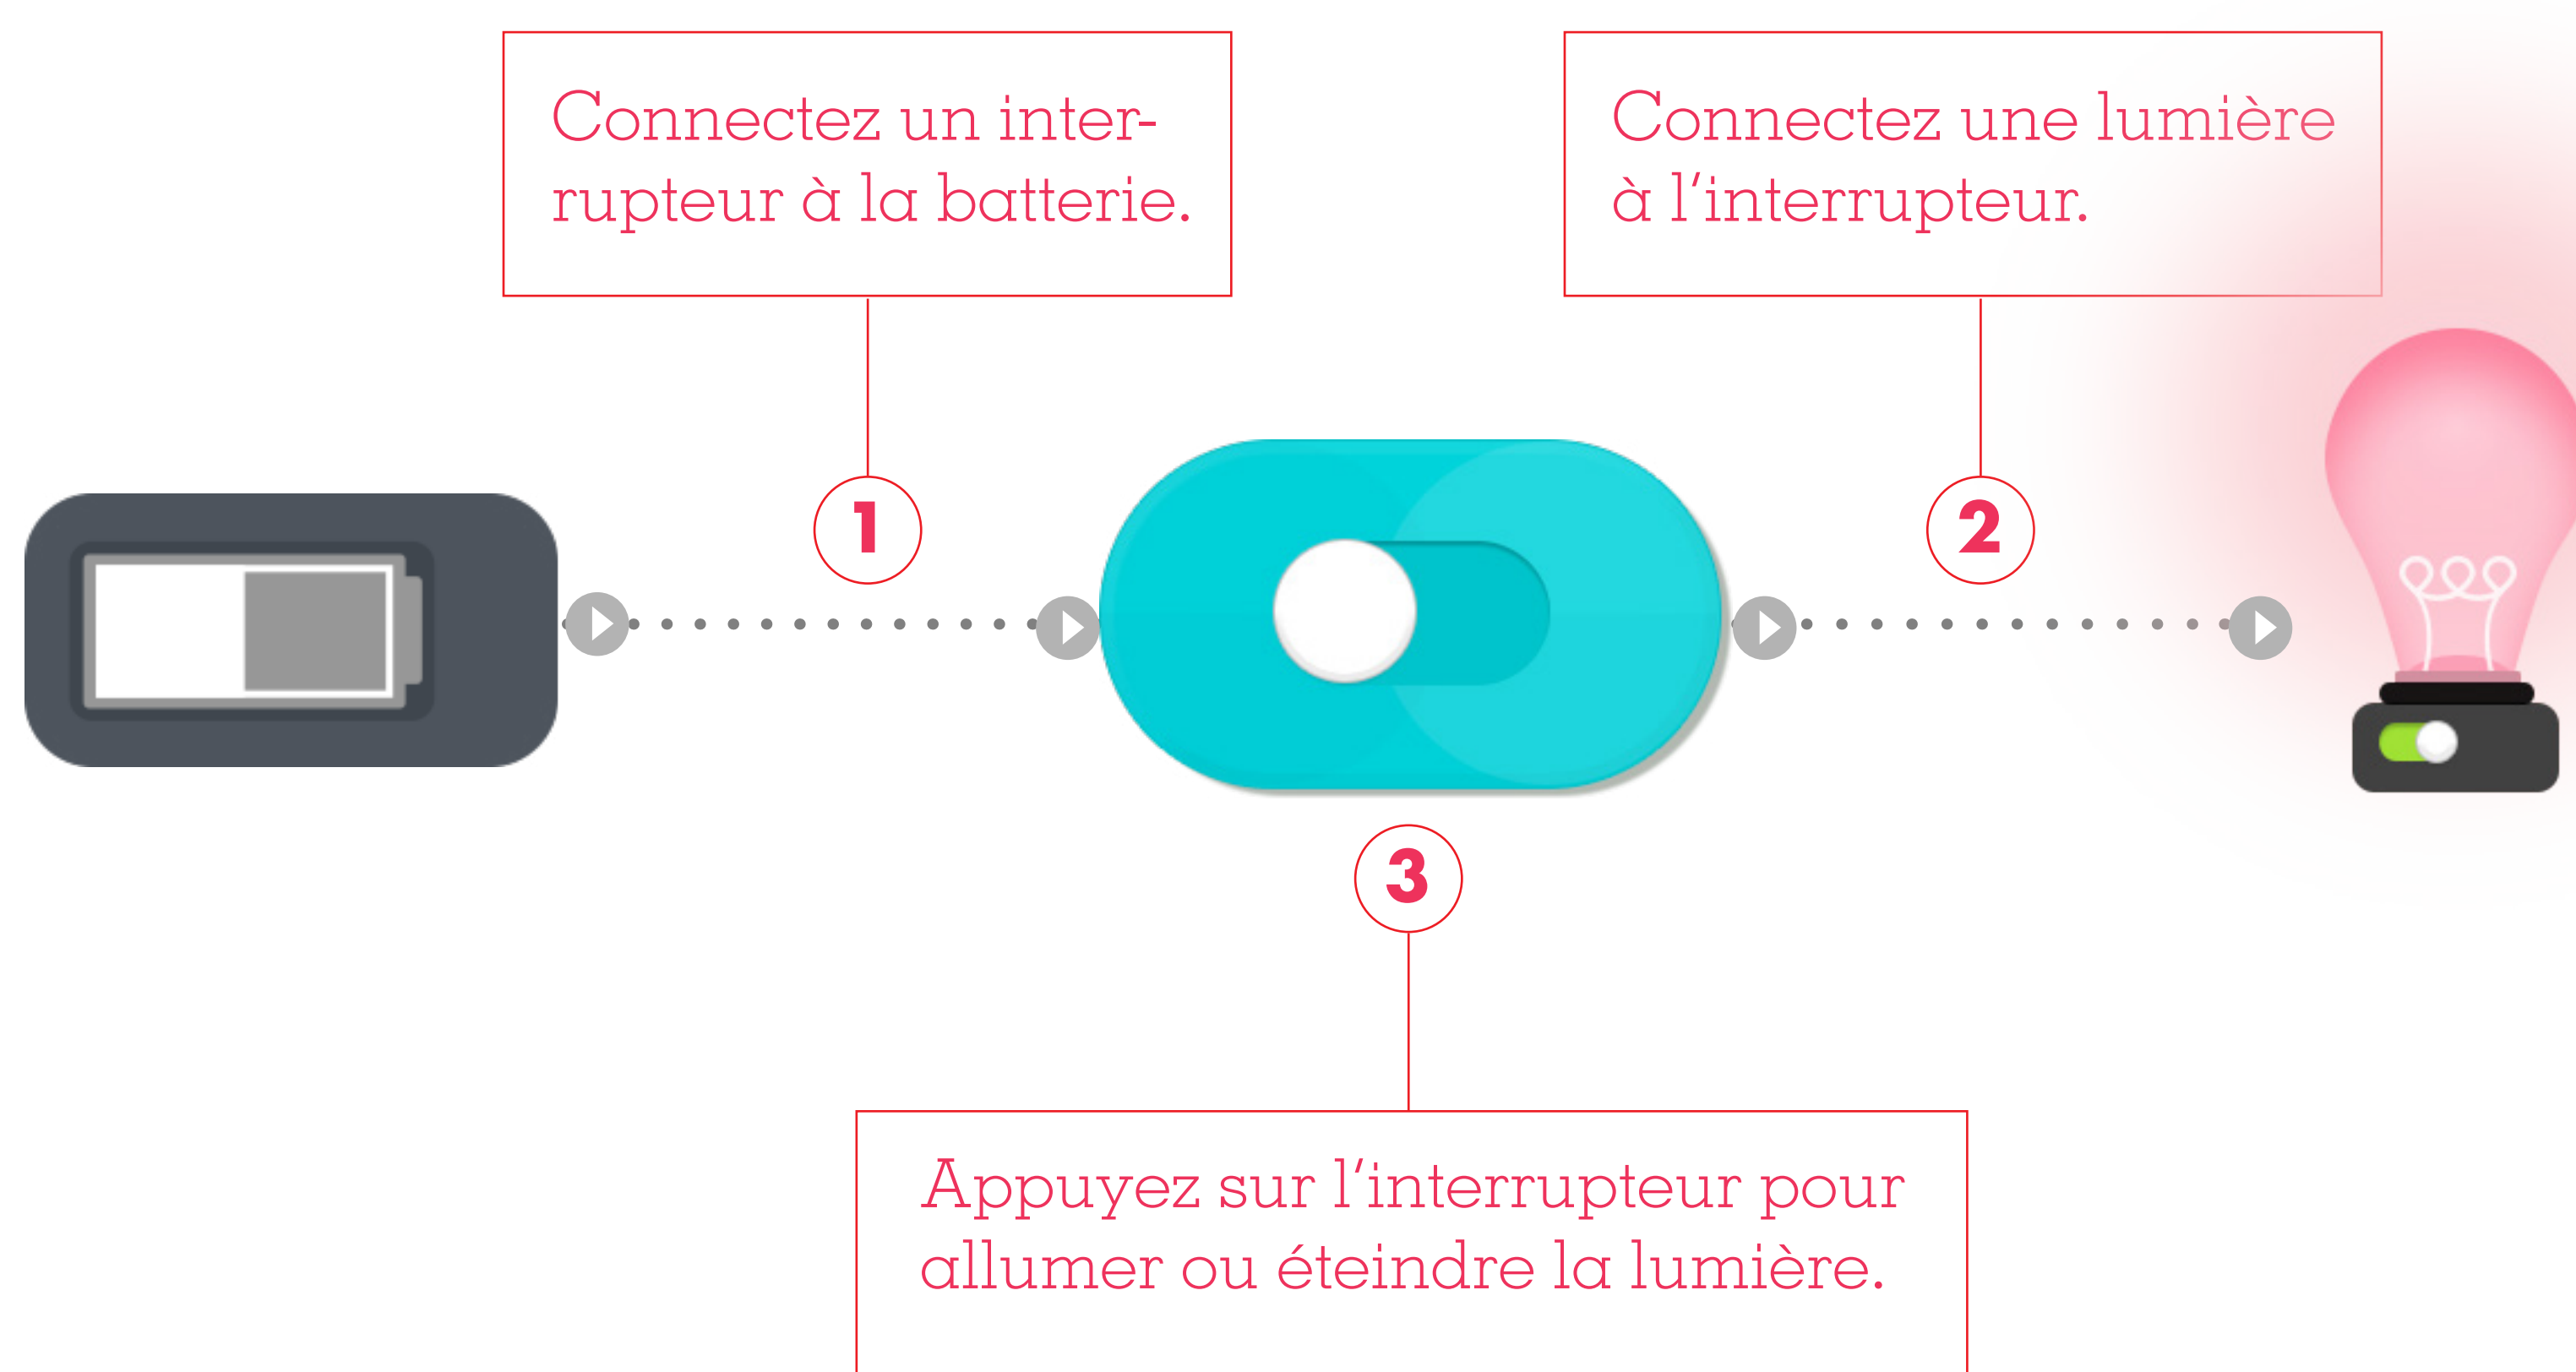 Connectez un inter-
rupteur à la batterie.
Connectez une lumière
à l'interrupteur.
1
2
3
Appuyez sur l'interrupteur pour
allumer ou éteindre la lumière.